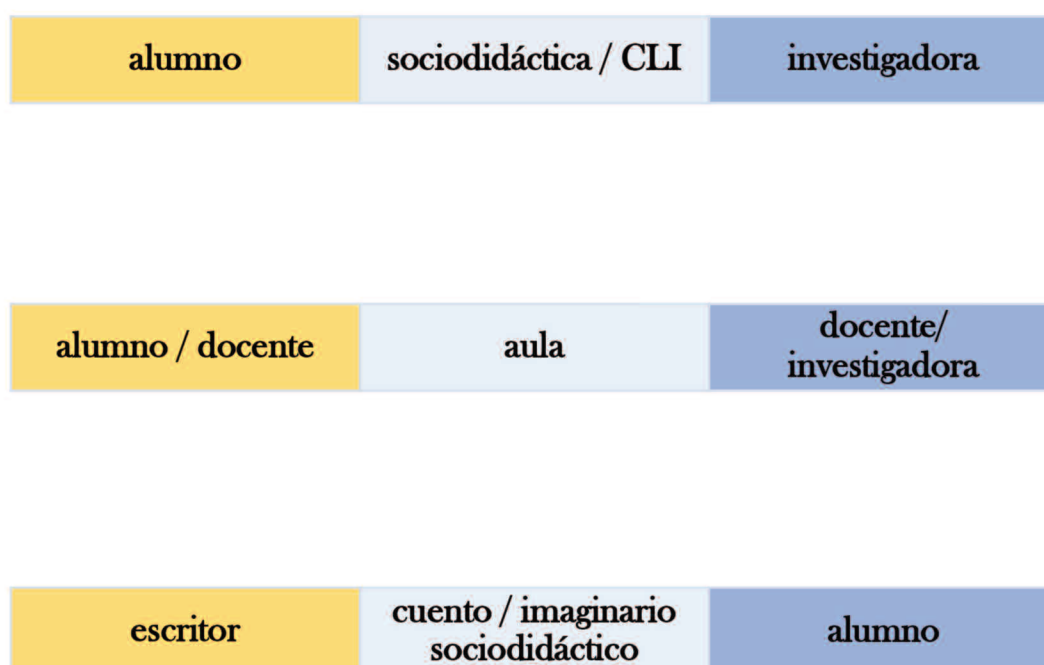 alumno
sociodidáctica / CLI
investigadora
alumno / docente
aula
docente/
investigadora
escritor
cuento / imaginario
sociodidáctico
alumno